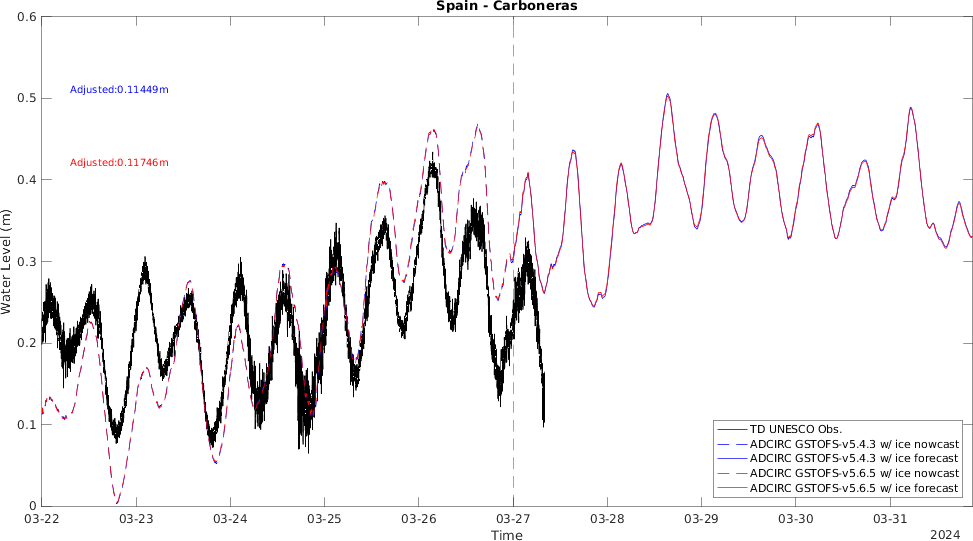 Spain - Carboneras
0.6
0.5
0.4
0.3
0.2
0.1
0
Water Level (m)
Adjusted:0.11449m
Adjusted:0.11746m
TD UNESCO Obs.
ADCIRC GSTOFS-v5.4.3 w/ ice nowcast
ADCIRC GSTOFS-v5.4.3 w/ ice forecast
ADCIRC GSTOFS-v5.6.5 w/ ice nowcast
ADCIRC GSTOFS-v5.6.5 w/ ice forecast
03-22 03-23 03-24 03-25 03-26 03-27 03-28 03-29 03-30 03-31
Time
2024